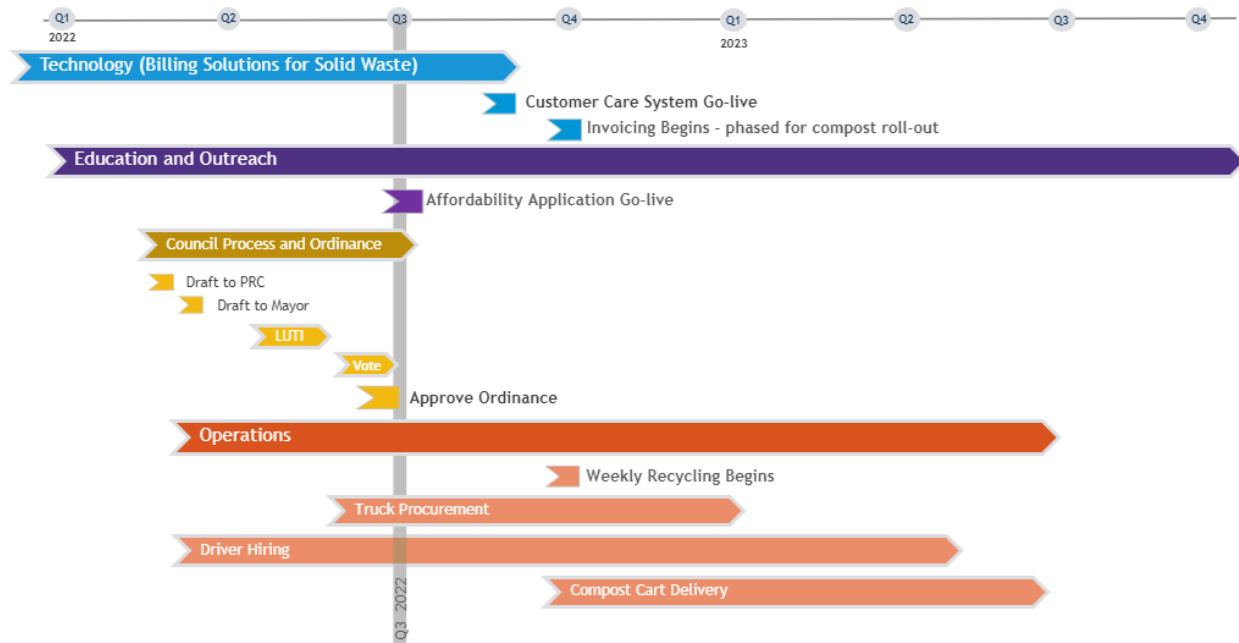 Q1 Q2 Q3 Q4 Q1 Q2 Q3 Q4
2022 2023
Technology (Billing Solutions for Solid Waste)
Customer Care System Go-live
Invoicing Begins - phased for compost roll-out
Education and Outreach
Affordability Application Go-live
Council Process and Ordinance
Draft to PRC
Draft to Mayor
LUTI
Vote
Approve Ordinance
Operations
Weekly Recycling Begins
Truck Procurement
Driver Hiring
Compost Cart Delivery
Q3 2022